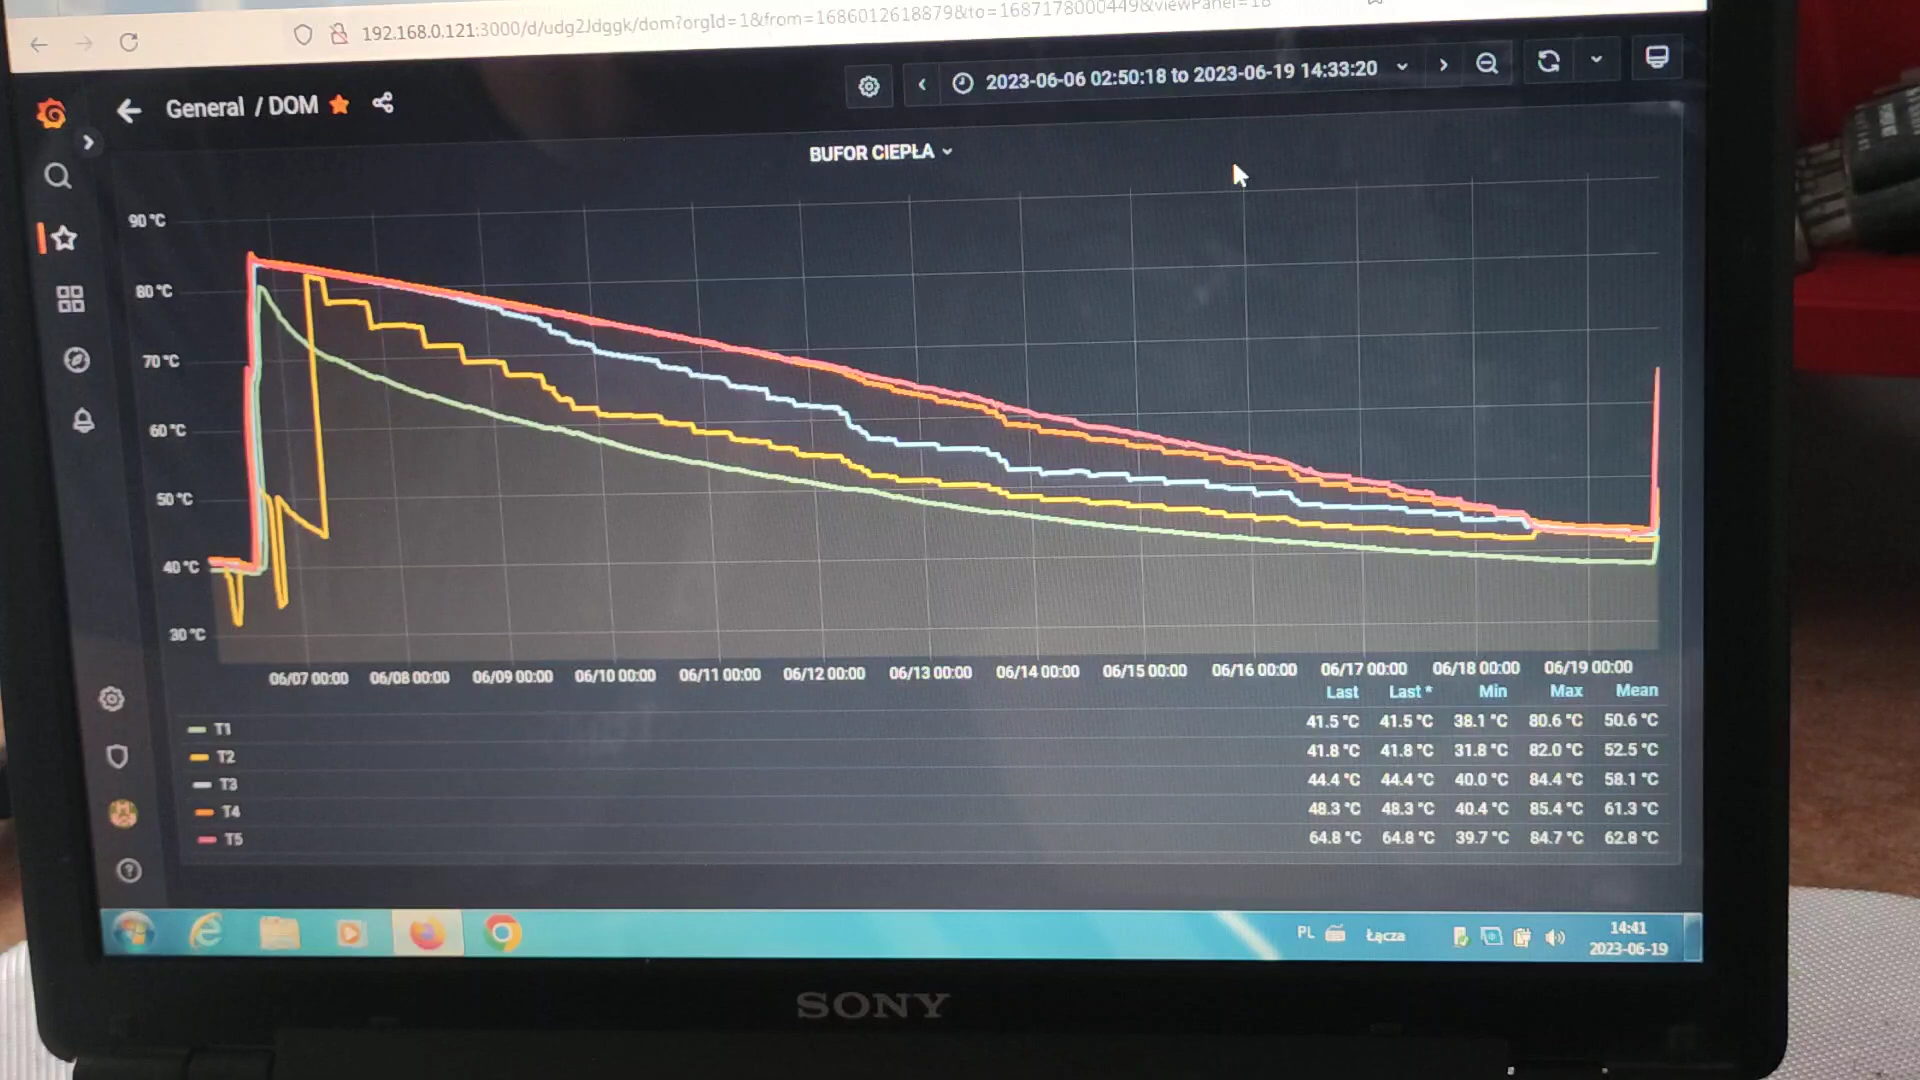 192.168.0.121:3000/d/udg2Jdggk/dom?orgId=1&from=1686012618879&to=1687178000449&viewPanel=18
General / DOM
2023-06-06 02:50:18 to 2023-06-19 14:33:20
BUFOR CIEPŁA
90 °C
80 °C
70 °C
60 °C
50 °C
40 °C
30 °C
06/07 00:00 06/08 00:00 06/09 00:00 06/10 00:00 06/11 00:00 06/12 00:00 06/13 00:00 06/14 00:00 06/15 00:00 06/16 00:00 06/17 00:00 06/18 00:00 06/19 00:00
Last Last * Min Max Mean
T1 41.5 °C 41.5 °C 38.1 °C 80.6 °C 50.6 °C
T2 41.8 °C 41.8 °C 31.8 °C 82.0 °C 52.5 °C
T3 44.4 °C 44.4 °C 40.0 °C 84.4 °C 58.1 °C
T4 48.3 °C 48.3 °C 40.4 °C 85.4 °C 61.3 °C
T5 64.8 °C 64.8 °C 39.7 °C 84.7 °C 62.8 °C
PL Łącza 14:41
2023-06-19
SONY